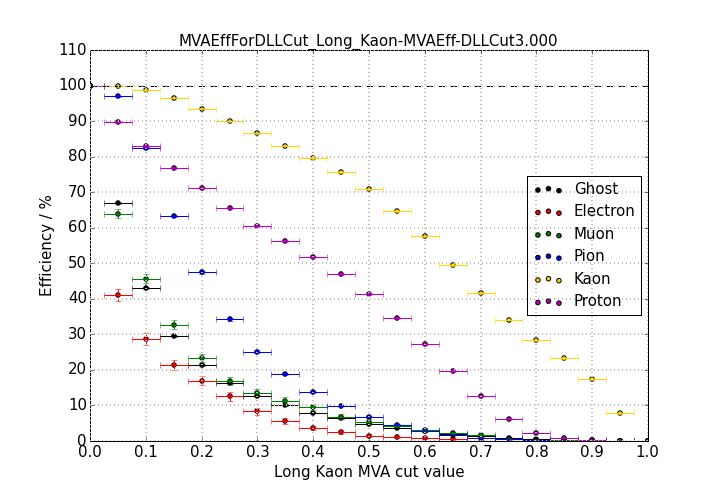 MVAEffForDLLCut_Long_Kaon-MVAEff-DLLCut3.000
110
100
90
80
70
60
50
40
30
20
10
0
Efficiency / %
Ghost
Electron
Muon
Pion
Kaon
Proton
0.0 0.1 0.2 0.3 0.4 0.5 0.6 0.7 0.8 0.9 1.0
Long Kaon MVA cut value